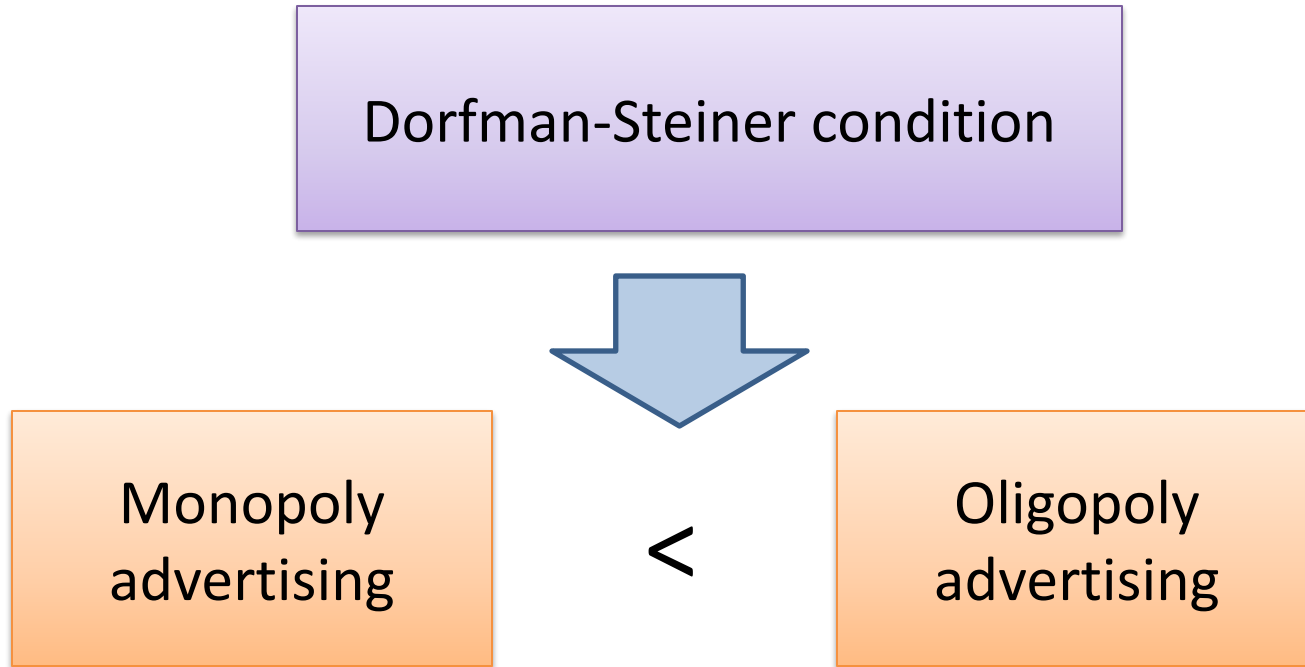 Dorfman-Steiner condition
Monopoly
advertising
<
Oligopoly
advertising